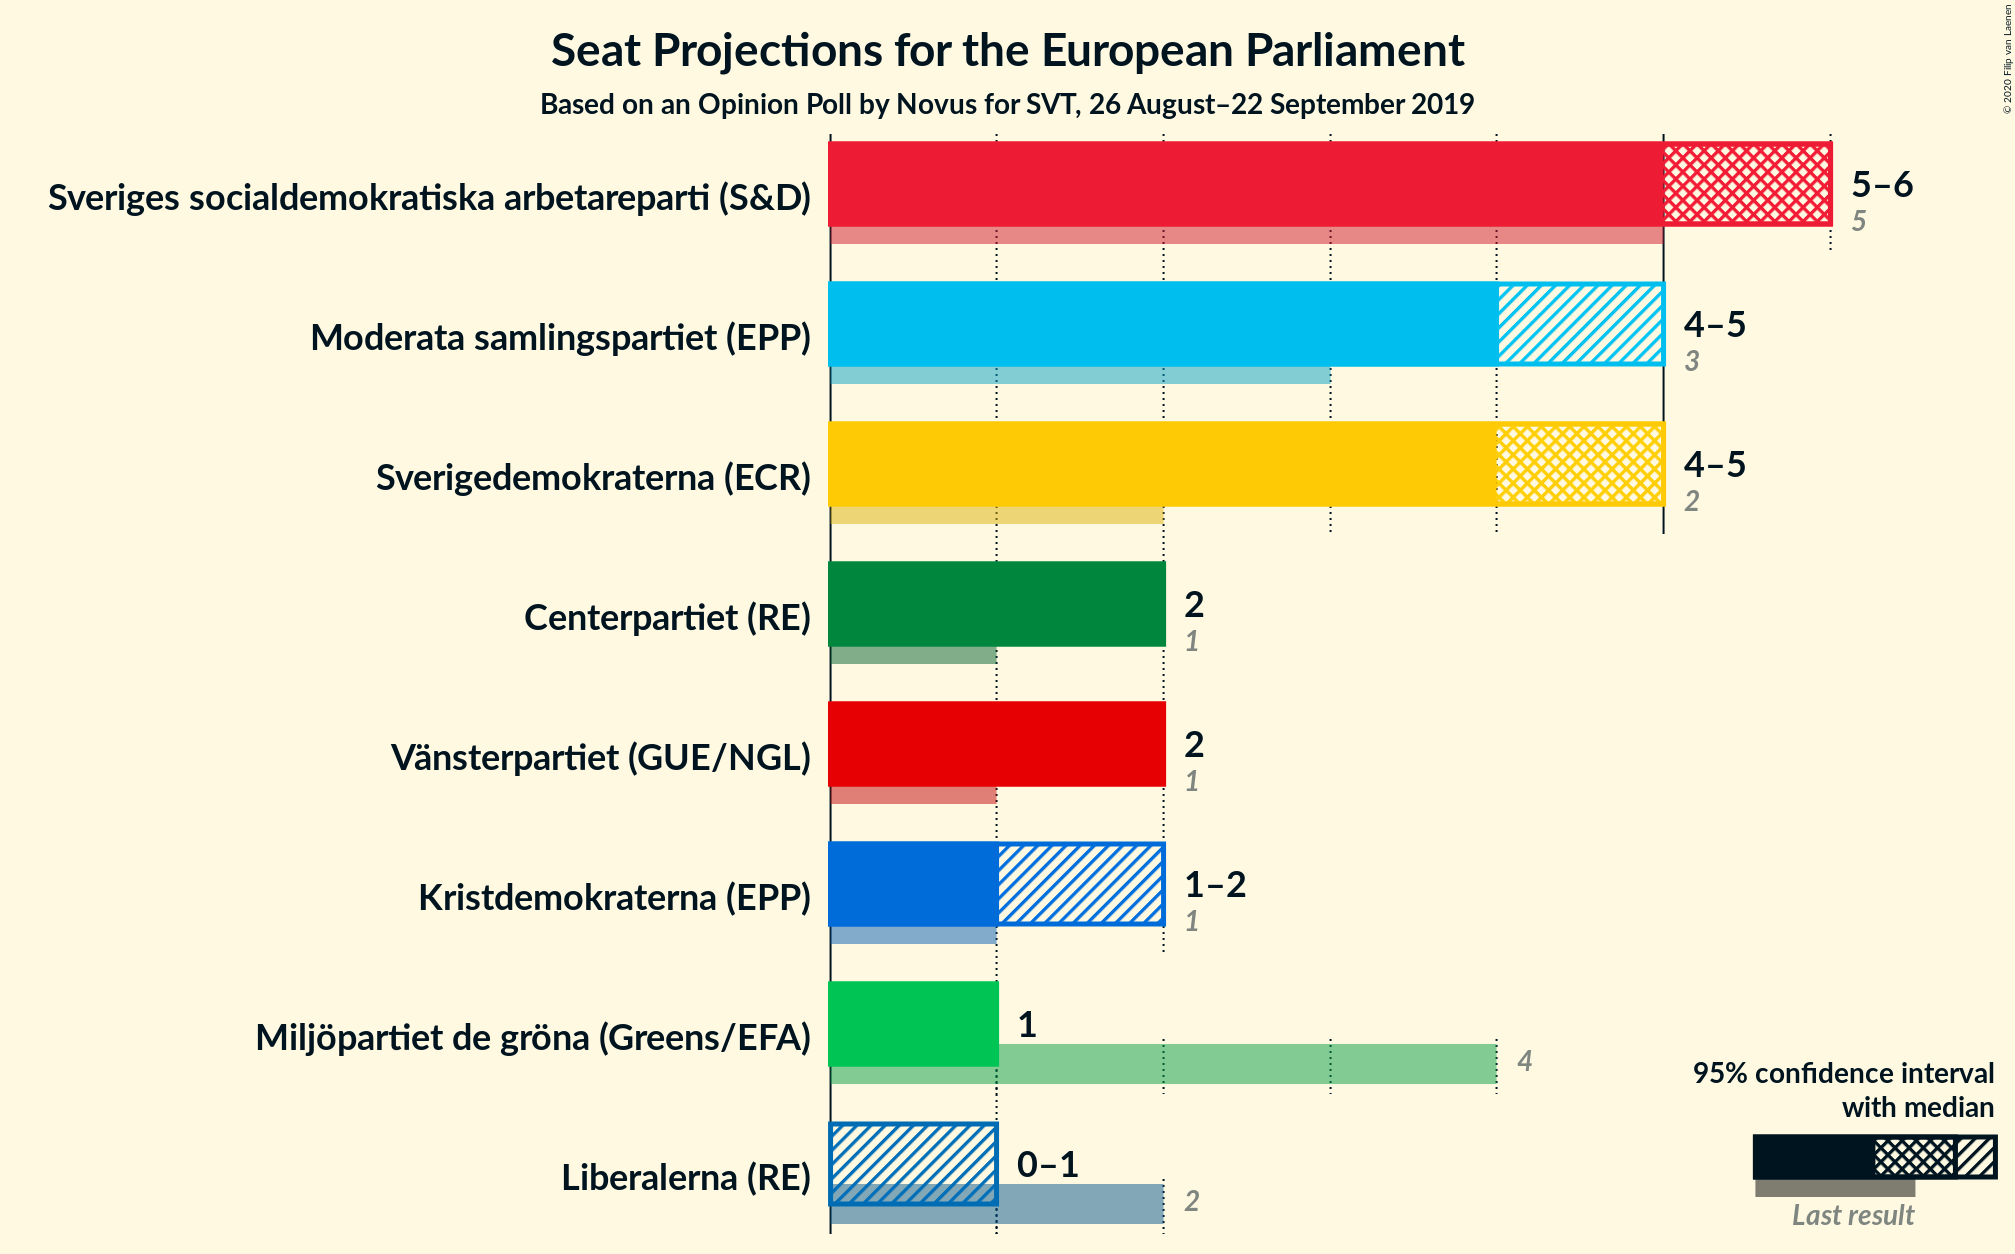 Seat Projections for the European Parliament
Based on an Opinion Poll by Novus for SVT, 26 August–22 September 2019
© 2020 Filip van Laenen
Sveriges socialdemokratiska arbetareparti (S&D)
5–6
5
Moderata samlingspartiet (EPP)
4–5
3
Sverigedemokraterna (ECR)
4–5
2
Centerpartiet (RE)
2
1
Vänsterpartiet (GUE/NGL)
2
1
Kristdemokraterna (EPP)
1–2
1
Miljöpartiet de gröna (Greens/EFA)
1
4
Liberalerna (RE)
0–1
2
95% confidence interval
with median
Last result